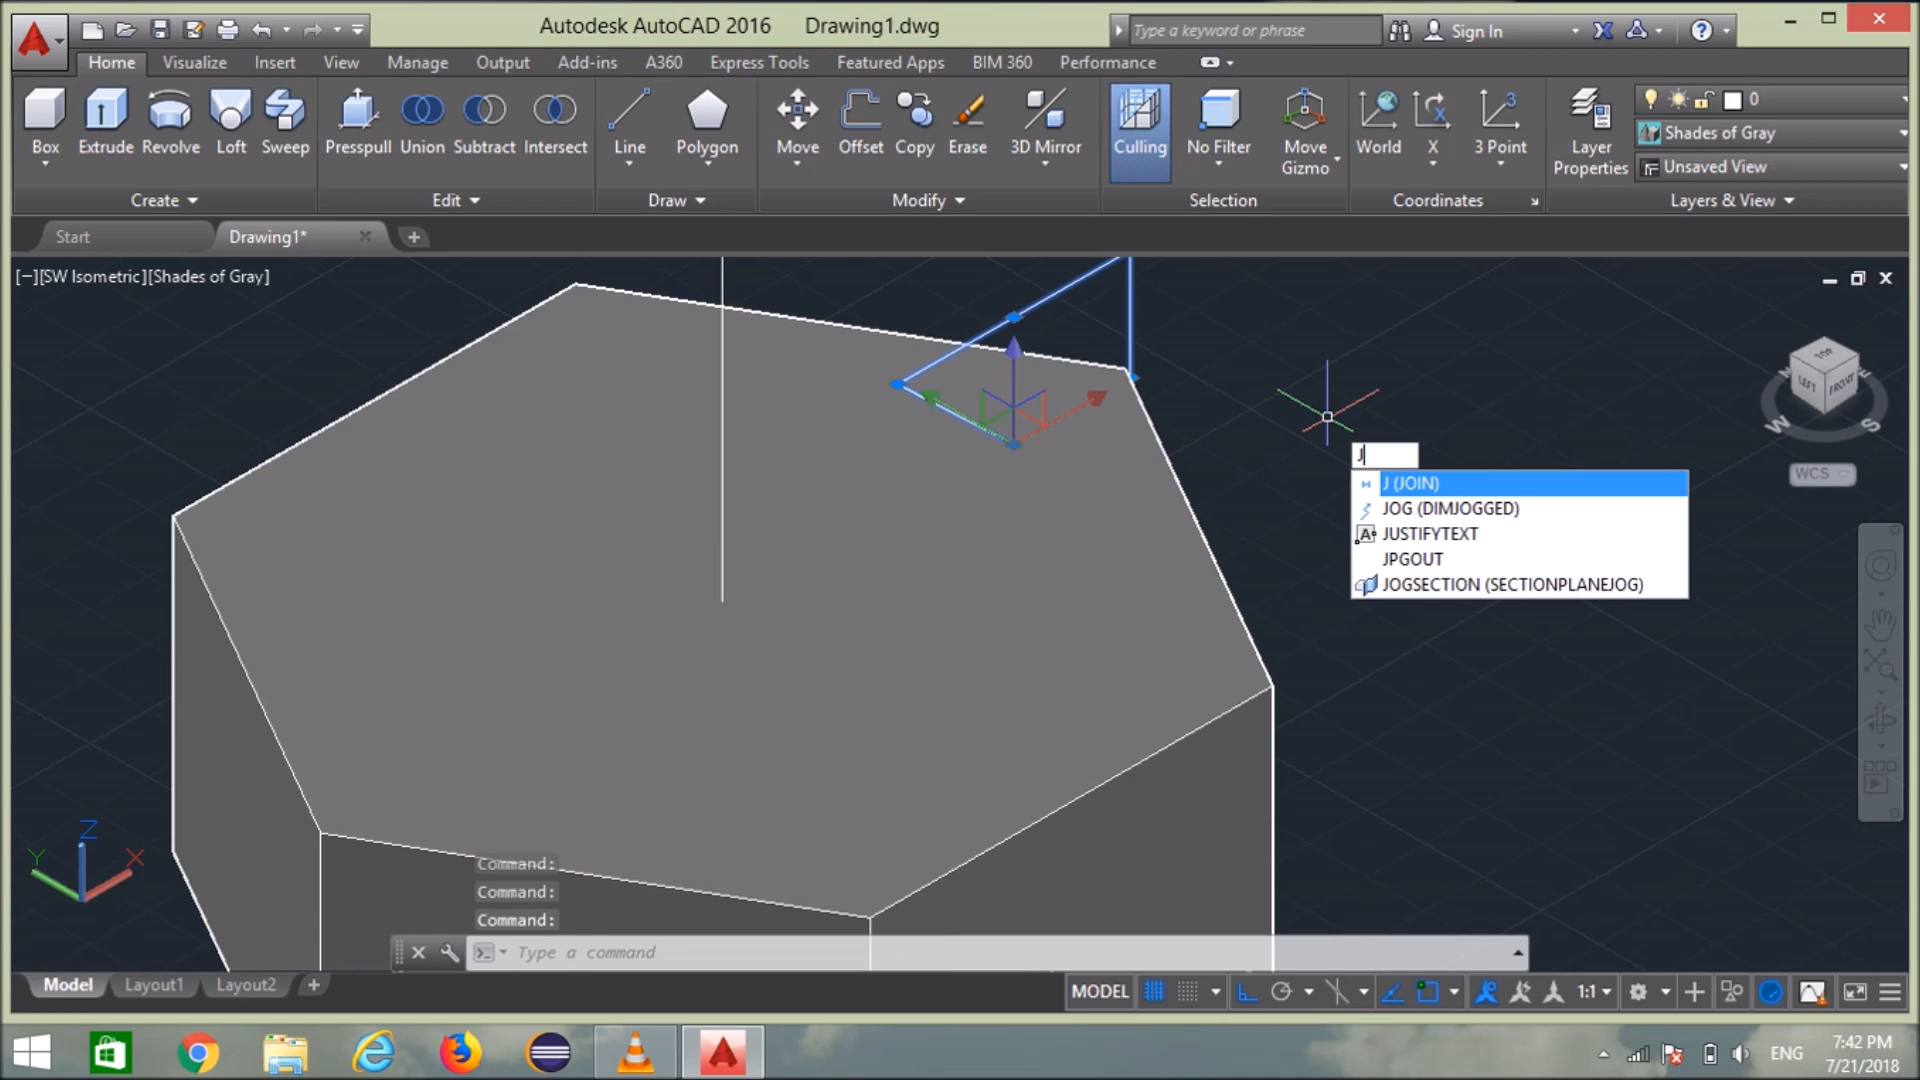 Autodesk AutoCAD 2016 Drawing1.dwg
Type a keyword or phrase
Sign In
Home Visualize Insert View Manage Output Add-ins A360 Express Tools Featured Apps BIM 360 Performance
Box Extrude Revolve Loft Sweep Presspull Union Subtract Intersect Line Polygon Move Offset Copy Erase 3D Mirror Culling No Filter Move Gizmo World X 3 Point Layer Properties
0
Shades of Gray
Unsaved View
Create Edit Draw Modify Selection Coordinates Layers & View
Start Drawing1*
[−][SW Isometric][Shades of Gray]
TOP
LEFT FRONT
W S E
WCS
J
J (JOIN)
JOG (DIMJOGGED)
JUSTIFYTEXT
JPGOUT
JOGSECTION (SECTIONPLANEJOG)
Z
Y X
Command:
Command:
Command:
Type a command
Model Layout1 Layout2
MODEL 1:1
ENG
7:42 PM
7/21/2018